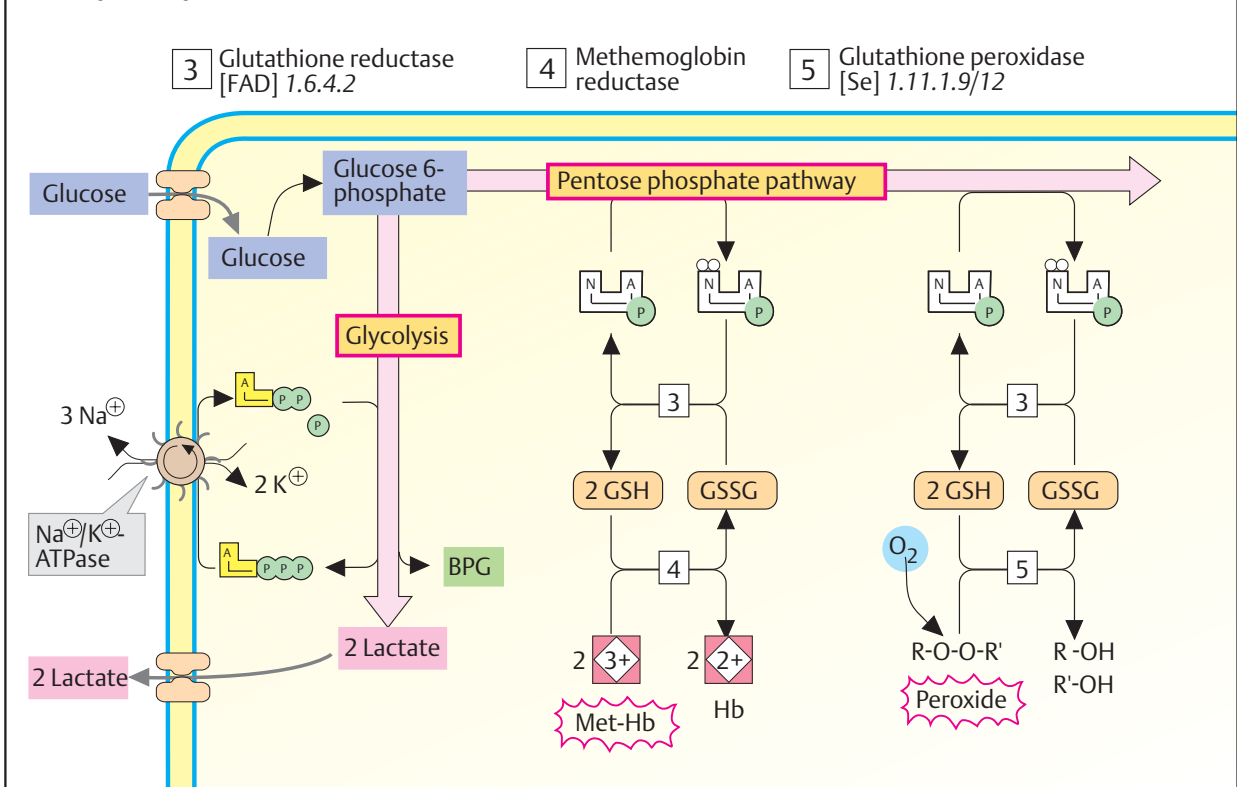 3 Glutathione reductase
[FAD] 1.6.4.2
4 Methemoglobin
reductase
5 Glutathione peroxidase
[Se] 1.11.1.9/12
Glucose
Glucose 6-
phosphate
Pentose phosphate pathway
Glucose
N A
P
N A
P
N A
P
N A
P
Glycolysis
A
P P
P
3 Na⊕
3
3
2 K⊕
2 GSH
GSSG
2 GSH
GSSG
Na⊕/K⊕-
ATPase
A
P P P
BPG
O₂
4
5
2 Lactate
2 Lactate
2 3+
2 2+
Met-Hb
Hb
R-O-O-R'
Peroxide
R -OH
R'-OH